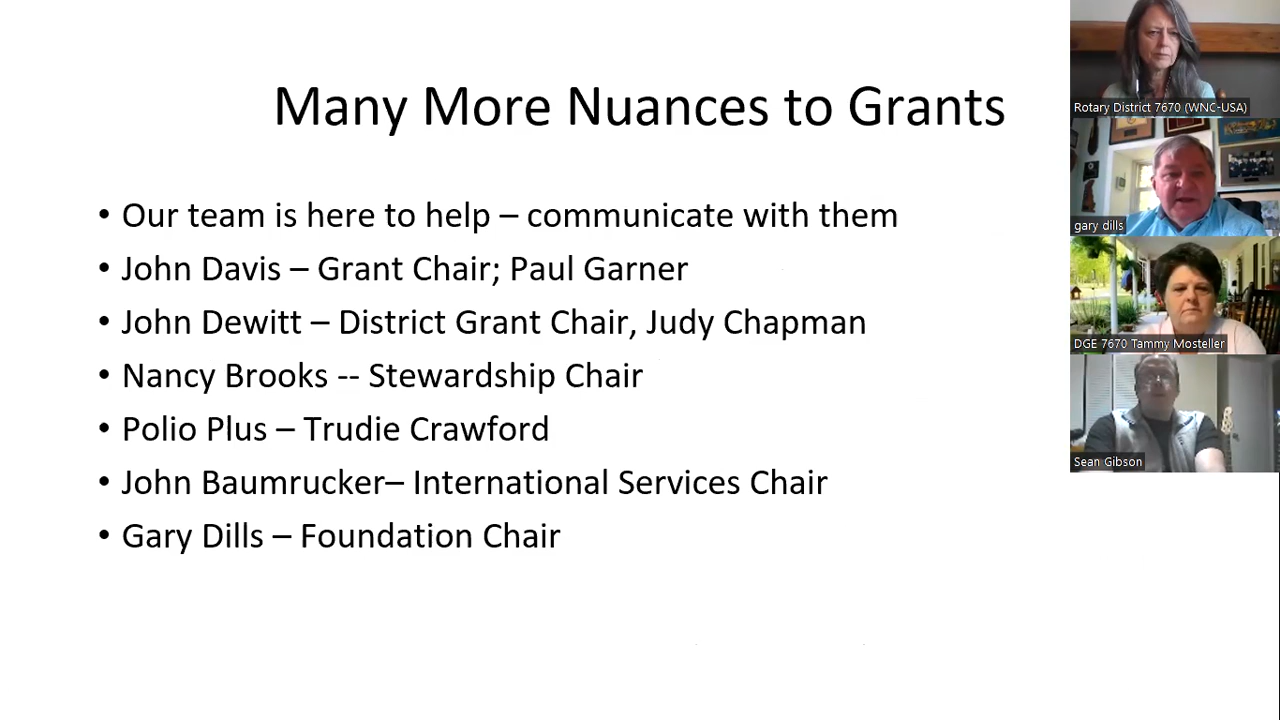 Many More Nuances to Grants
• Our team is here to help – communicate with them
• John Davis – Grant Chair; Paul Garner
• John Dewitt – District Grant Chair, Judy Chapman
• Nancy Brooks -- Stewardship Chair
• Polio Plus – Trudie Crawford
• John Baumrucker– International Services Chair
• Gary Dills – Foundation Chair
Rotary District 7670 (WNC-USA)
gary dills
DGE 7670 Tammy Mosteller
Sean Gibson